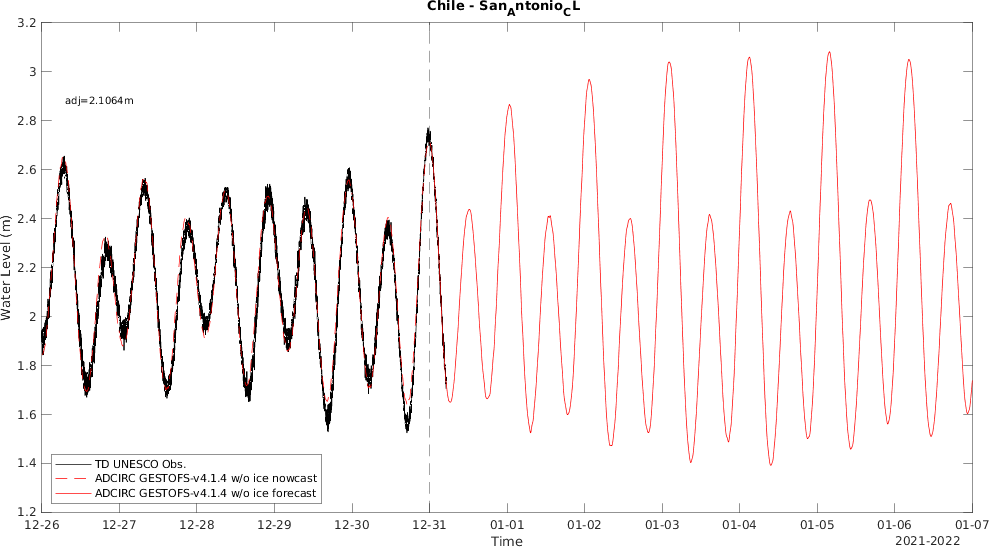 Chile - SanAntonioCL
3.2
3
2.8
2.6
2.4
2.2
2
1.8
1.6
1.4
1.2
Water Level (m)
adj=2.1064m
TD UNESCO Obs.
ADCIRC GESTOFS-v4.1.4 w/o ice nowcast
ADCIRC GESTOFS-v4.1.4 w/o ice forecast
12-26 12-27 12-28 12-29 12-30 12-31 01-01 01-02 01-03 01-04 01-05 01-06 01-07
Time
2021-2022